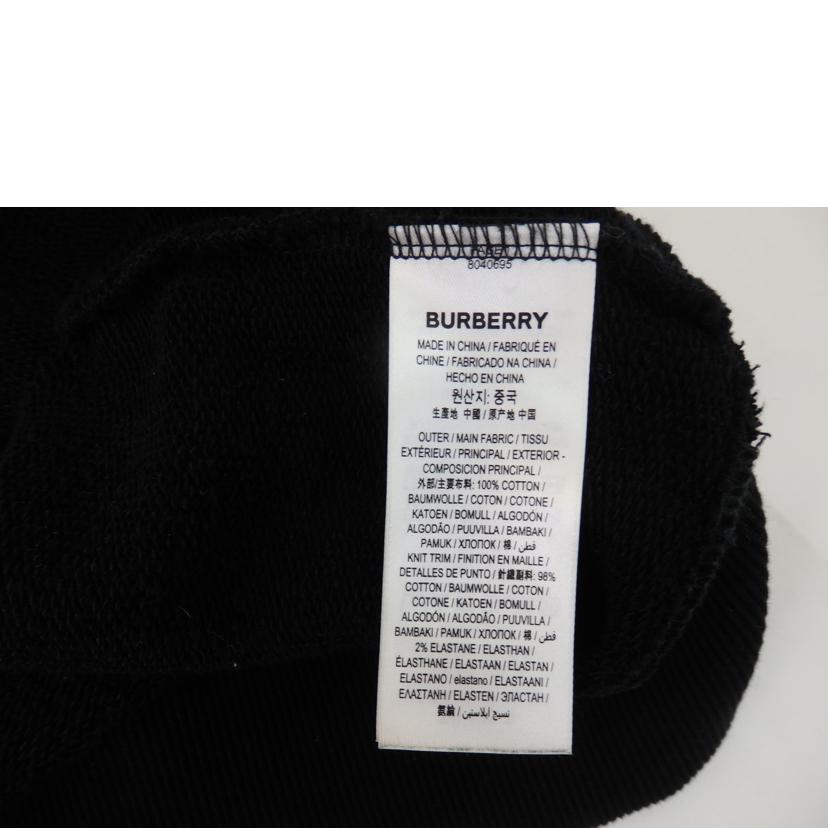 8040695
BURBERRY
MADE IN CHINA / FABRIQUÉ EN
CHINE / FABRICADO NA CHINA /
HECHO EN CHINA
원산지: 중국
生產地 中國 / 原产地 中国
OUTER / MAIN FABRIC / TISSU
EXTÉRIEUR / PRINCIPAL / EXTERIOR -
COMPOSICION PRINCIPAL /
外部/主要布料: 100% COTTON /
BAUMWOLLE / COTON / COTONE /
KATOEN / BOMULL / ALGODÓN /
ALGODÃO / PUUVILLA / BAMBAKI /
PAMUK / ХЛОПОК / 棉 / قطن
KNIT TRIM / FINITION EN MAILLE /
DETALLES DE PUNTO / 針織副料: 98%
COTTON / BAUMWOLLE / COTON /
COTONE / KATOEN / BOMULL /
ALGODÓN / ALGODÃO / PUUVILLA /
BAMBAKI / PAMUK / ХЛОПОК / 棉 / قطن
2% ELASTANE / ELASTHAN /
ÉLASTHANE / ELASTAAN / ELASTAN /
ELASTANO / elastano / ELASTAANI /
ΕΛΑΣΤΑΝΗ / ELASTEN / ЭЛАСТАН /
氨綸 / نسيج ايلاستين